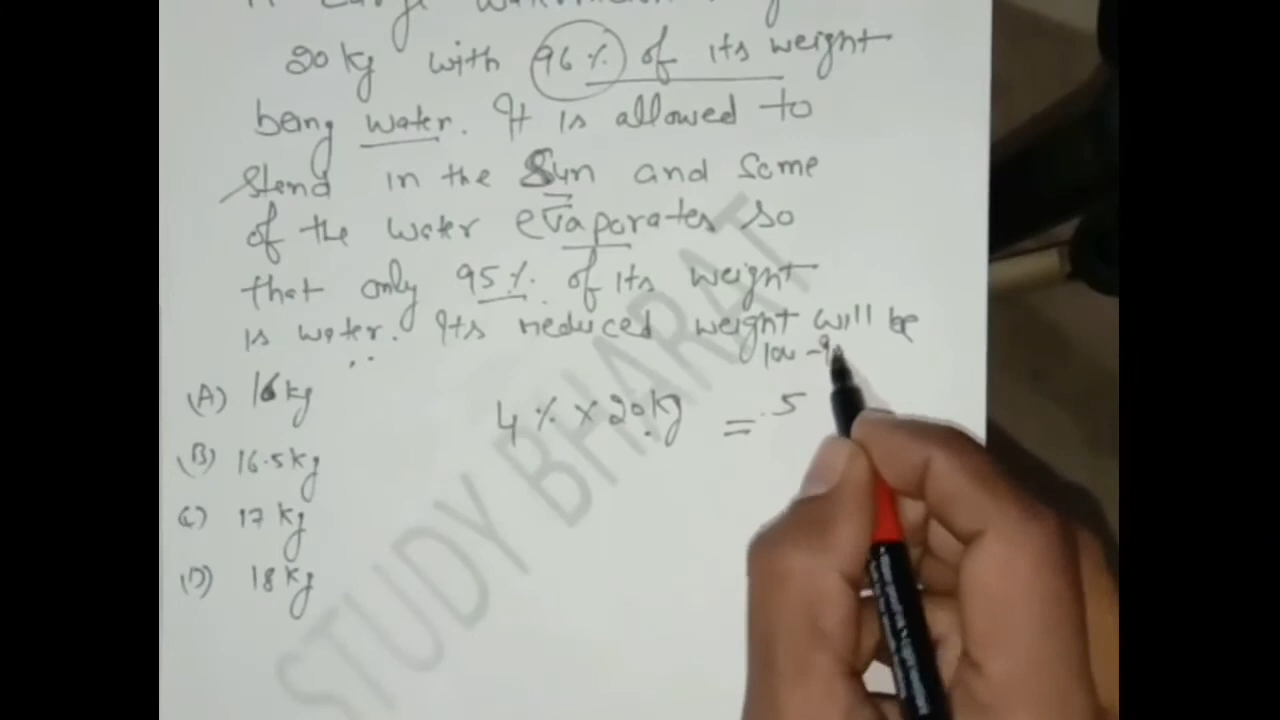 20 kg with 96% of its weight
being water. It is allowed to
stend in the Sun and some
of the water evaporates so
that only 95% of its weight
is water. Its reduced weight will be
(A) 16 kg
(B) 16.5 kg
(C) 17 kg
(D) 18 kg
4% × 20 kg = 5
STUDY BHARAT